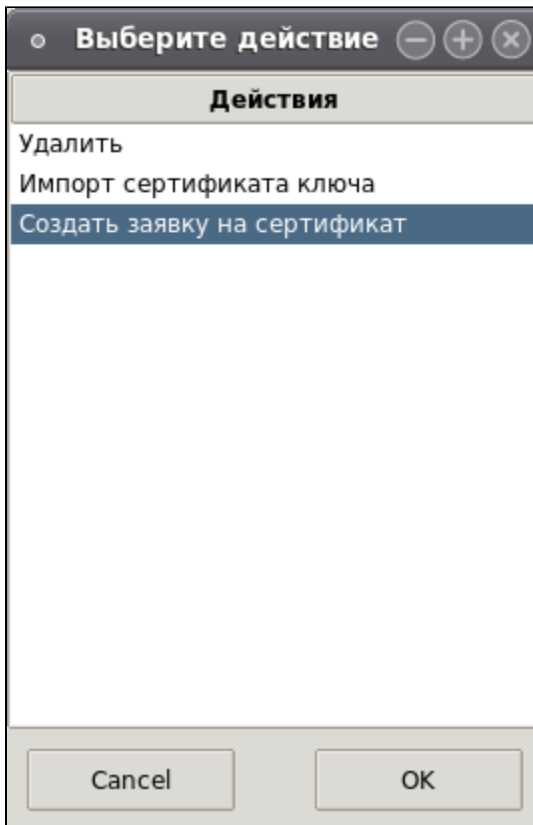 Выберите действие
Действия
Удалить
Импорт сертификата ключа
Создать заявку на сертификат
Cancel OK